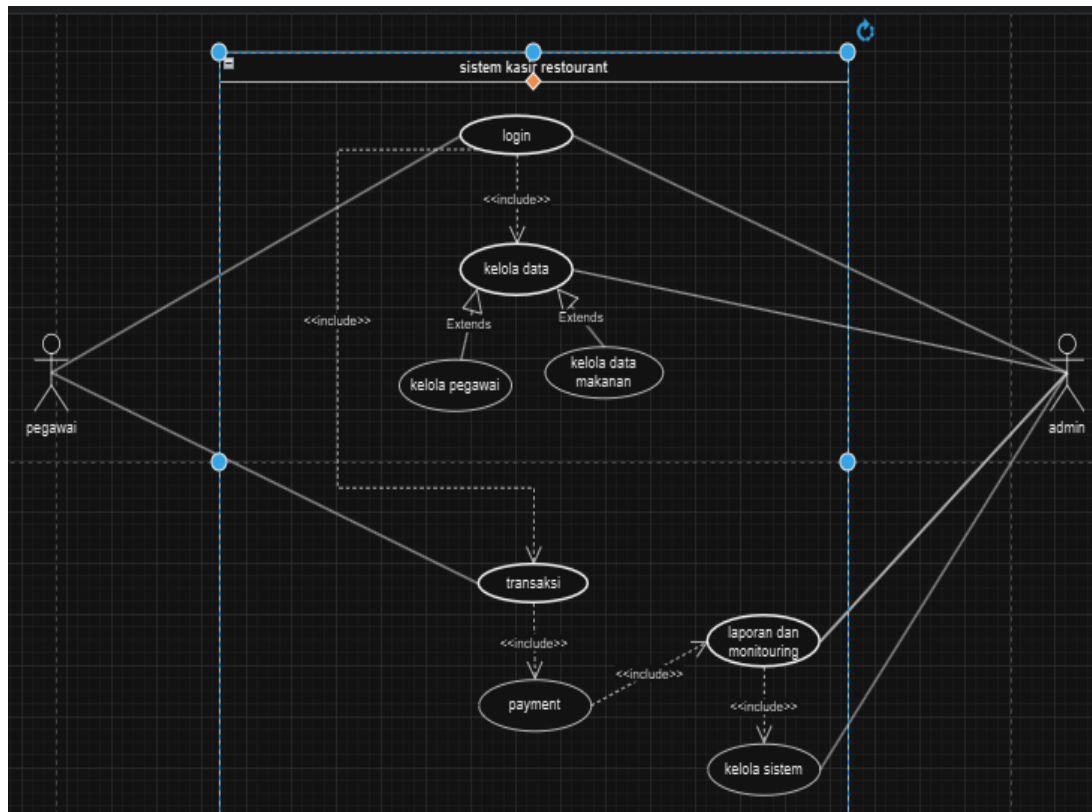 sistem kasir restourant
login
<<include>>
kelola data
<<include>>
Extends
Extends
kelola pegawai
kelola data
makanan
pegawai
admin
transaksi
<<include>>
laporan dan
monitouring
<<include>>
payment
<<include>>
kelola sistem